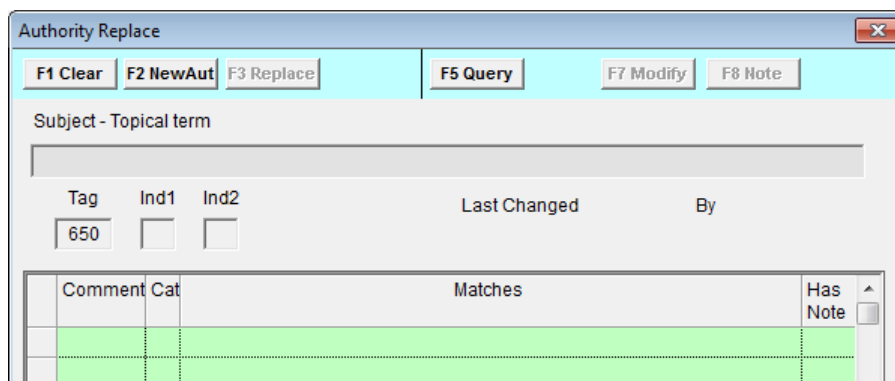 Authority Replace
F1 Clear F2 NewAut F3 Replace F5 Query F7 Modify F8 Note
Subject - Topical term
Tag Ind1 Ind2 Last Changed By
650
Comment Cat Matches Has
Note